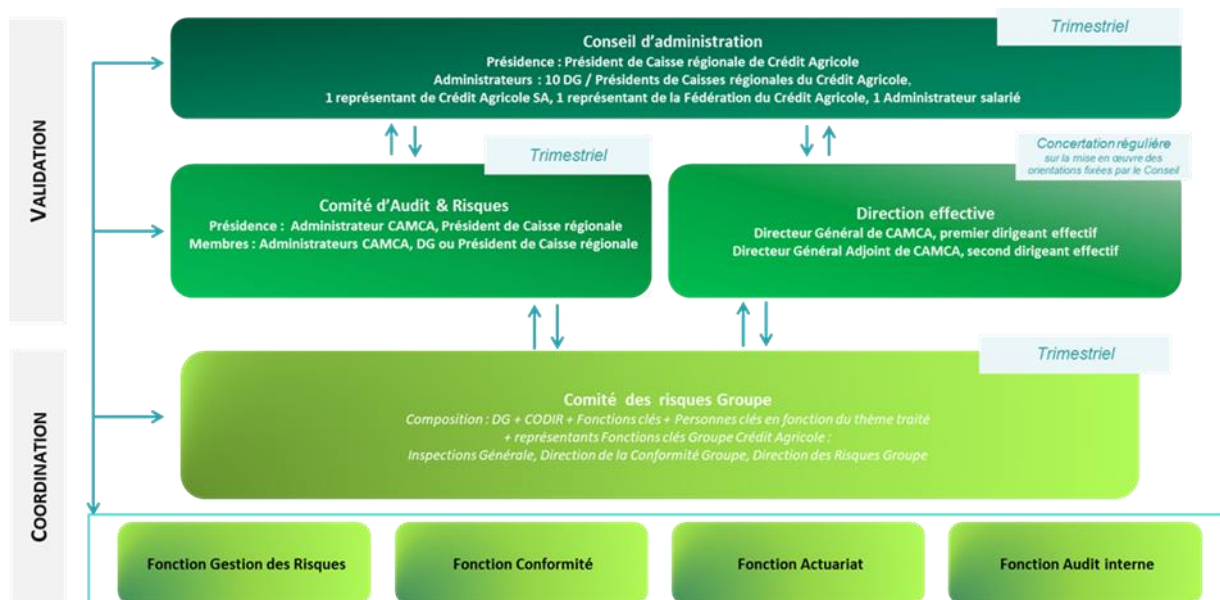 VALIDATION
Trimestriel
Conseil d'administration
Présidence : Président de Caisse régionale de Crédit Agricole
Administrateurs : 10 DG / Présidents de Caisses régionales du Crédit Agricole,
1 représentant de Crédit Agricole SA, 1 représentant de la Fédération du Crédit Agricole, 1 Administrateur salarié
Trimestriel
Comité d'Audit & Risques
Présidence : Administrateur CAMCA, Président de Caisse régionale
Membres : Administrateurs CAMCA, DG ou Président de Caisse régionale
Concertation régulière
sur la mise en œuvre des
orientations fixées par le Conseil
Direction effective
Directeur Général de CAMCA, premier dirigeant effectif
Directeur Général Adjoint de CAMCA, second dirigeant effectif
COORDINATION
Trimestriel
Comité des risques Groupe
Composition : DG + CODIR + Fonctions clés + Personnes clés en fonction du thème traité
+ représentants Fonctions clés Groupe Crédit Agricole :
Inspections Générale, Direction de la Conformité Groupe, Direction des Risques Groupe
Fonction Gestion des Risques
Fonction Conformité
Fonction Actuariat
Fonction Audit interne